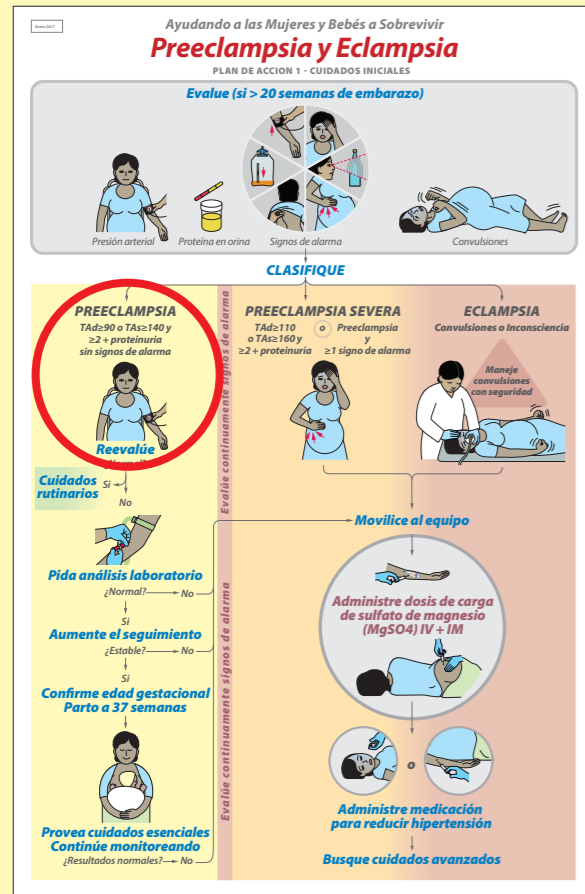 Ayudando a las Mujeres y Bebés a Sobrevivir
Preeclampsia y Eclampsia
PLAN DE ACCION 1 - CUIDADOS INICIALES
Evalue (si > 20 semanas de embarazo)
Presión arterial
Proteína en orina
Signos de alarma
Convulsiones
CLASIFIQUE
PREECLAMPSIA
TAd≥90 o TAs≥140 y
≥2 + proteinuria
sin signos de alarma
Reevalúe
Si
No
Cuidados
rutinarios
Pida análisis laboratorio
¿Normal? No
Si
Aumente el seguimiento
¿Estable? No
Si
Confirme edad gestacional
Parto a 37 semanas
Provea cuidados esenciales
Continúe monitoreando
¿Resultados normales? No
Evalúe continuamente signos de alarma
Evalúe continuamente signos de alarma
PREECLAMPSIA SEVERA
TAd≥110
o TAs≥160 y
≥2 + proteinuria
o
Preeclampsia
y
≥1 signo de alarma
ECLAMPSIA
Convulsiones o Inconsciencia
Maneje
convulsiones
con seguridad
Movilice al equipo
Administre dosis de carga
de sulfato de magnesio
(MgSO4) IV + IM
o
Administre medicación
para reducir hipertensión
Busque cuidados avanzados